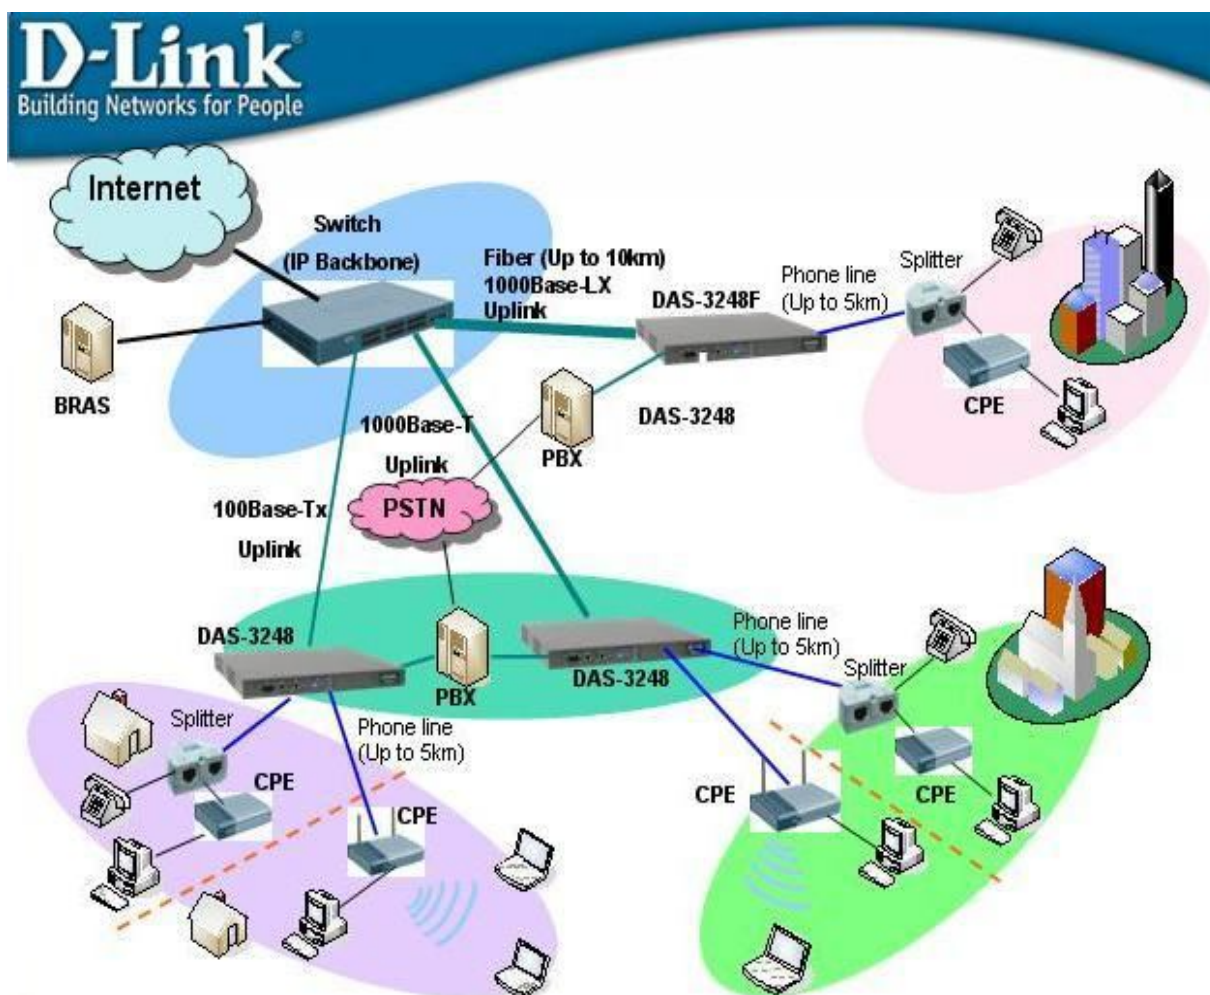 D-Link®
Building Networks for People
Internet
Switch
(IP Backbone)
Fiber (Up to 10km)
1000Base-LX
Uplink
DAS-3248F
Phone line
(Up to 5km)
Splitter
BRAS
DAS-3248
CPE
1000Base-T
Uplink
PBX
PSTN
100Base-Tx
Uplink
DAS-3248
PBX
DAS-3248
Phone line
(Up to 5km)
Splitter
Splitter
Phone line
(Up to 5km)
CPE
CPE
CPE
CPE